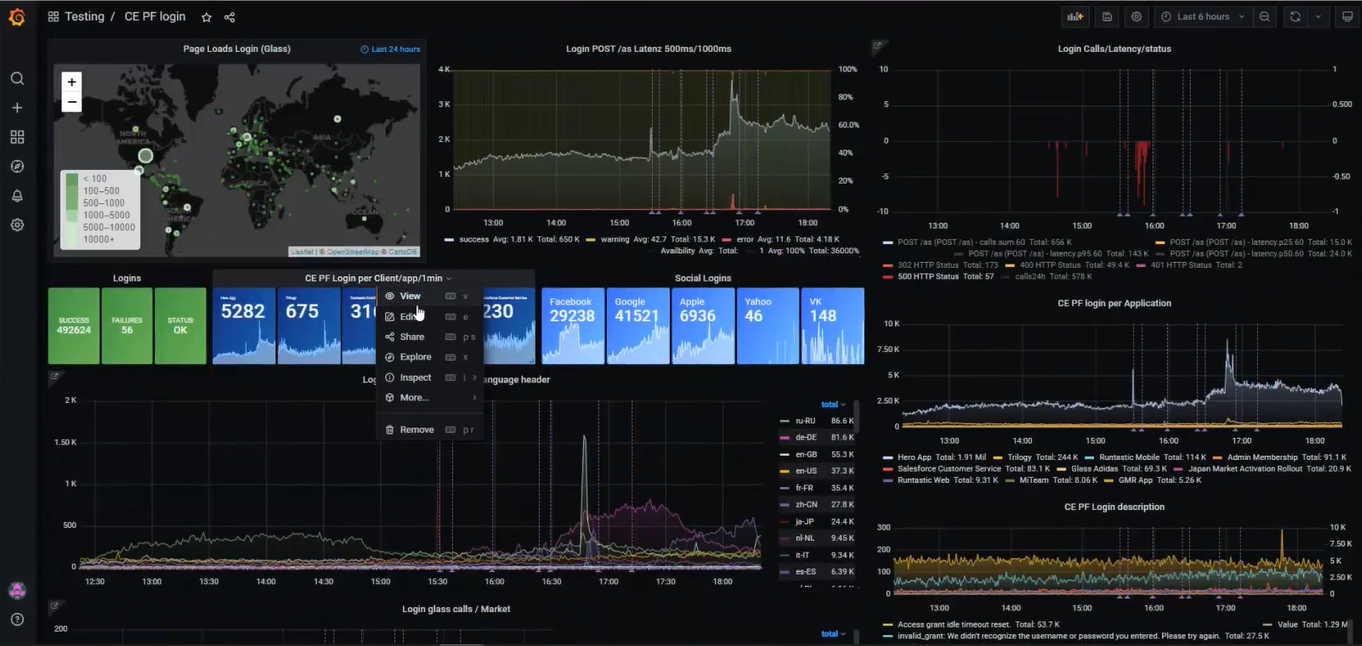 Testing / CE PF login
Last 6 hours
Page Loads Login (Glass)
Last 24 hours
+
−
NORTH AMERICA
ASIA
AFRICA
SOUTH AMERICA
OCEANIA
< 100
100–500
500–1000
1000–5000
5000–10000
10000+
Leaflet | © OpenStreetMap © CartoDB
Login POST /as Latenz 500ms/1000ms
4 K
3 K
2 K
1 K
0
100%
80%
60.0%
40%
20%
0%
13:00 14:00 15:00 16:00 17:00 18:00
success Avg: 1.81 K Total: 650 K warning Avg: 42.7 Total: 15.3 K error Avg: 11.6 Total: 4.18 K
Availbility Avg: Total: 1 Avg: 100% Total: 36000%
Login Calls/Latency/status
10
5
0
-5
-10
1
0.500
0
-0.50
-1
13:00 14:00 15:00 16:00 17:00 18:00
POST /as (POST /as) - calls.sum.60 Total: 656 K POST /as (POST /as) - latency.p25.60 Total: 15.0 K
POST /as (POST /as) - latency.p95.60 Total: 143 K POST /as (POST /as) - latency.p50.60 Total: 24.0 K
302 HTTP Status Total: 173 400 HTTP Status Total: 49.4 K 401 HTTP Status Total: 2
500 HTTP Status Total: 57 calls24h Total: 578 K
Logins
SUCCESS
492624
FAILURES
56
STATUS
OK
CE PF Login per Client/app/1min
Hero App
5282
Trilogy
675
230
View v
Edit e
Share p s
Explore x
Inspect i
More...
Remove p r
Social Logins
Facebook
29238
Google
41521
Apple
6936
Yahoo
46
VK
148
CE PF login per Application
10 K
7.50 K
5 K
2.50 K
0
13:00 14:00 15:00 16:00 17:00 18:00
Hero App Total: 1.91 Mil Trilogy Total: 244 K Runtastic Mobile Total: 114 K Admin Membership Total: 91.1 K
Salesforce Customer Service Total: 83.1 K Glass Adidas Total: 69.3 K Japan Market Activation Rollout Total: 20.9 K
Runtastic Web Total: 9.31 K MiTeam Total: 8.06 K GMR App Total: 5.26 K
language header
2 K
1.50 K
1 K
500
0
12:30 13:00 13:30 14:00 14:30 15:00 15:30 16:00 16:30 17:00 17:30 18:00
total
ru-RU 86.6 K
de-DE 81.6 K
en-GB 55.3 K
en-US 37.3 K
fr-FR 35.4 K
zh-CN 27.8 K
ja-JP 24.4 K
nl-NL 9.45 K
it-IT 9.34 K
es-ES 6.39 K
CE PF Login description
300
200
100
0
10 K
7.50 K
5 K
2.50 K
0
13:00 14:00 15:00 16:00 17:00 18:00
Access grant idle timeout reset. Total: 53.7 K Value Total: 1.29 M
invalid_grant: We didn't recognize the username or password you entered. Please try again. Total: 27.5 K
Login glass calls / Market
200
total